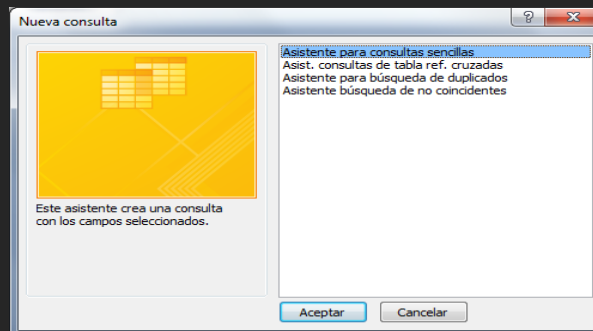 Nueva consulta
Asistente para consultas sencillas
Asist. consultas de tabla ref. cruzadas
Asistente para búsqueda de duplicados
Asistente búsqueda de no coincidentes
Este asistente crea una consulta
con los campos seleccionados.
Aceptar
Cancelar